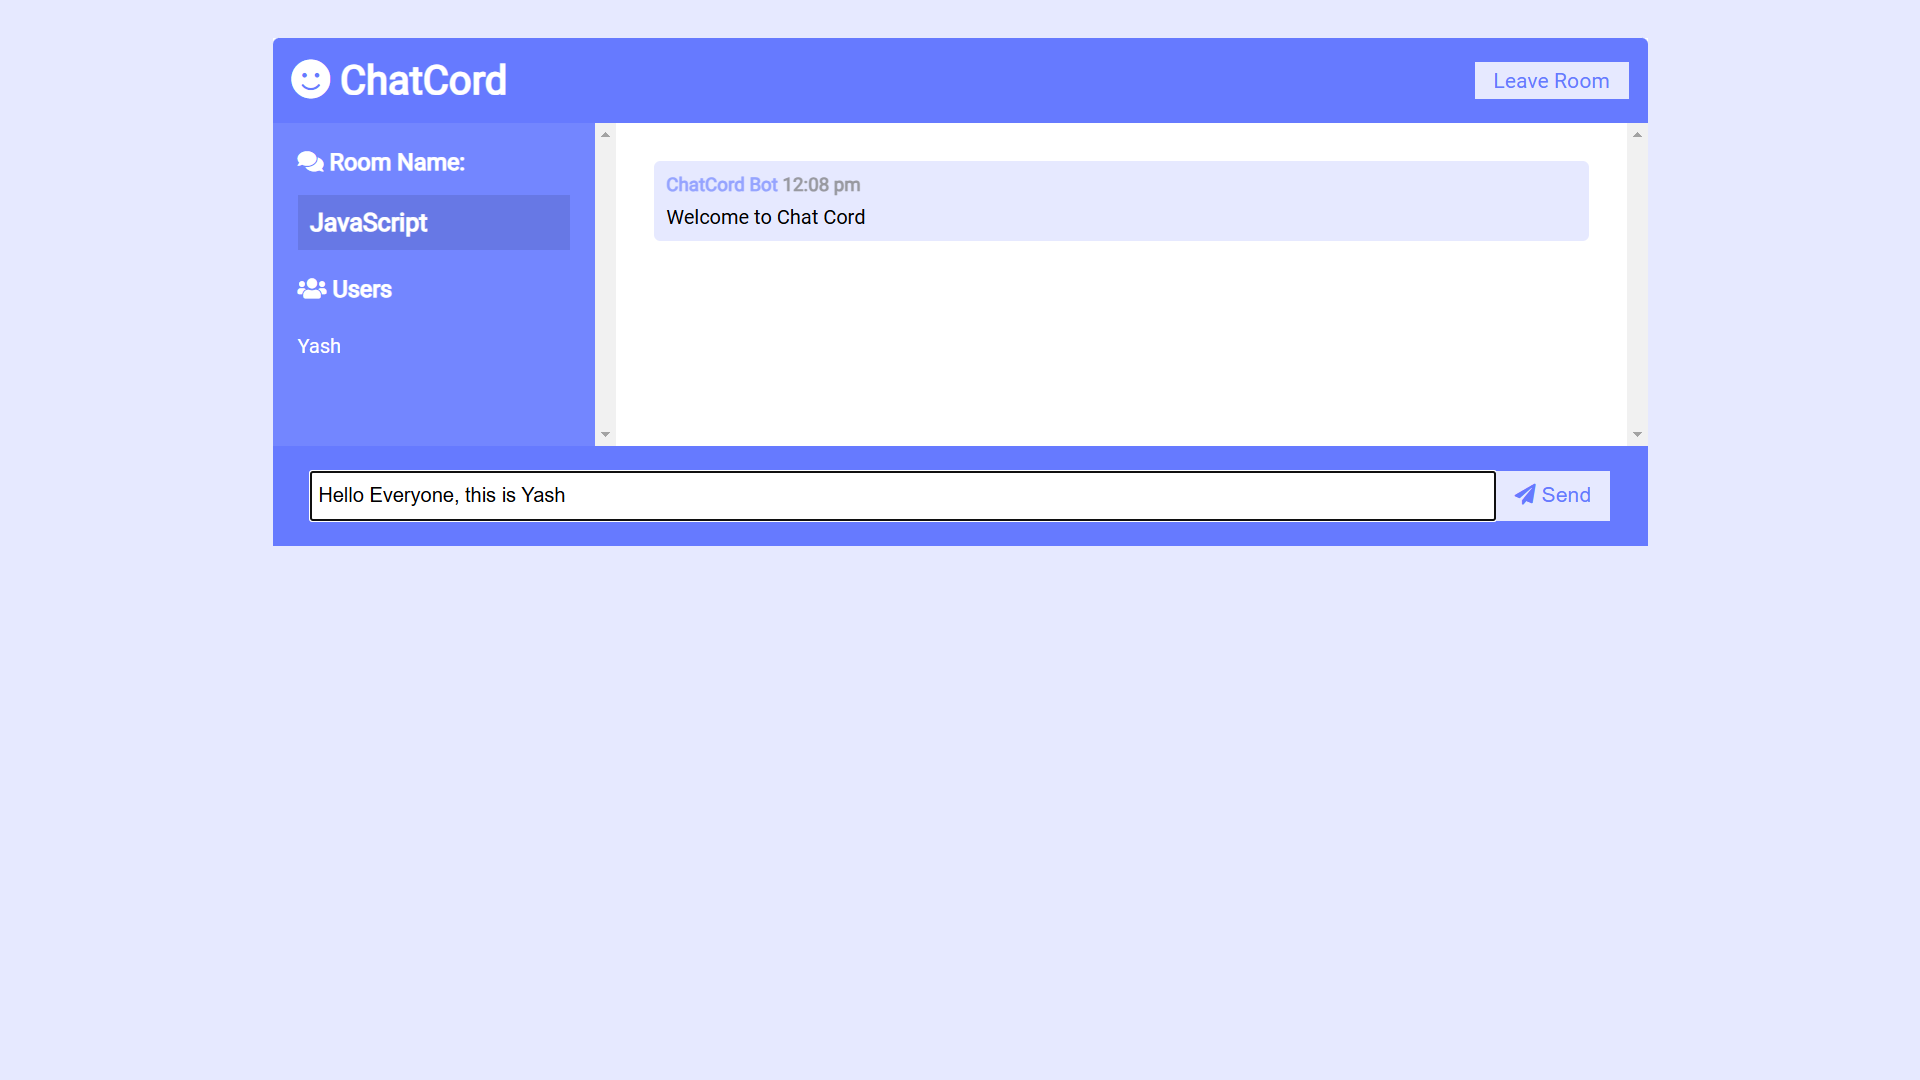 ChatCord
Leave Room
Room Name:
JavaScript
Users
Yash
ChatCord Bot 12:08 pm
Welcome to Chat Cord
Hello Everyone, this is Yash
Send